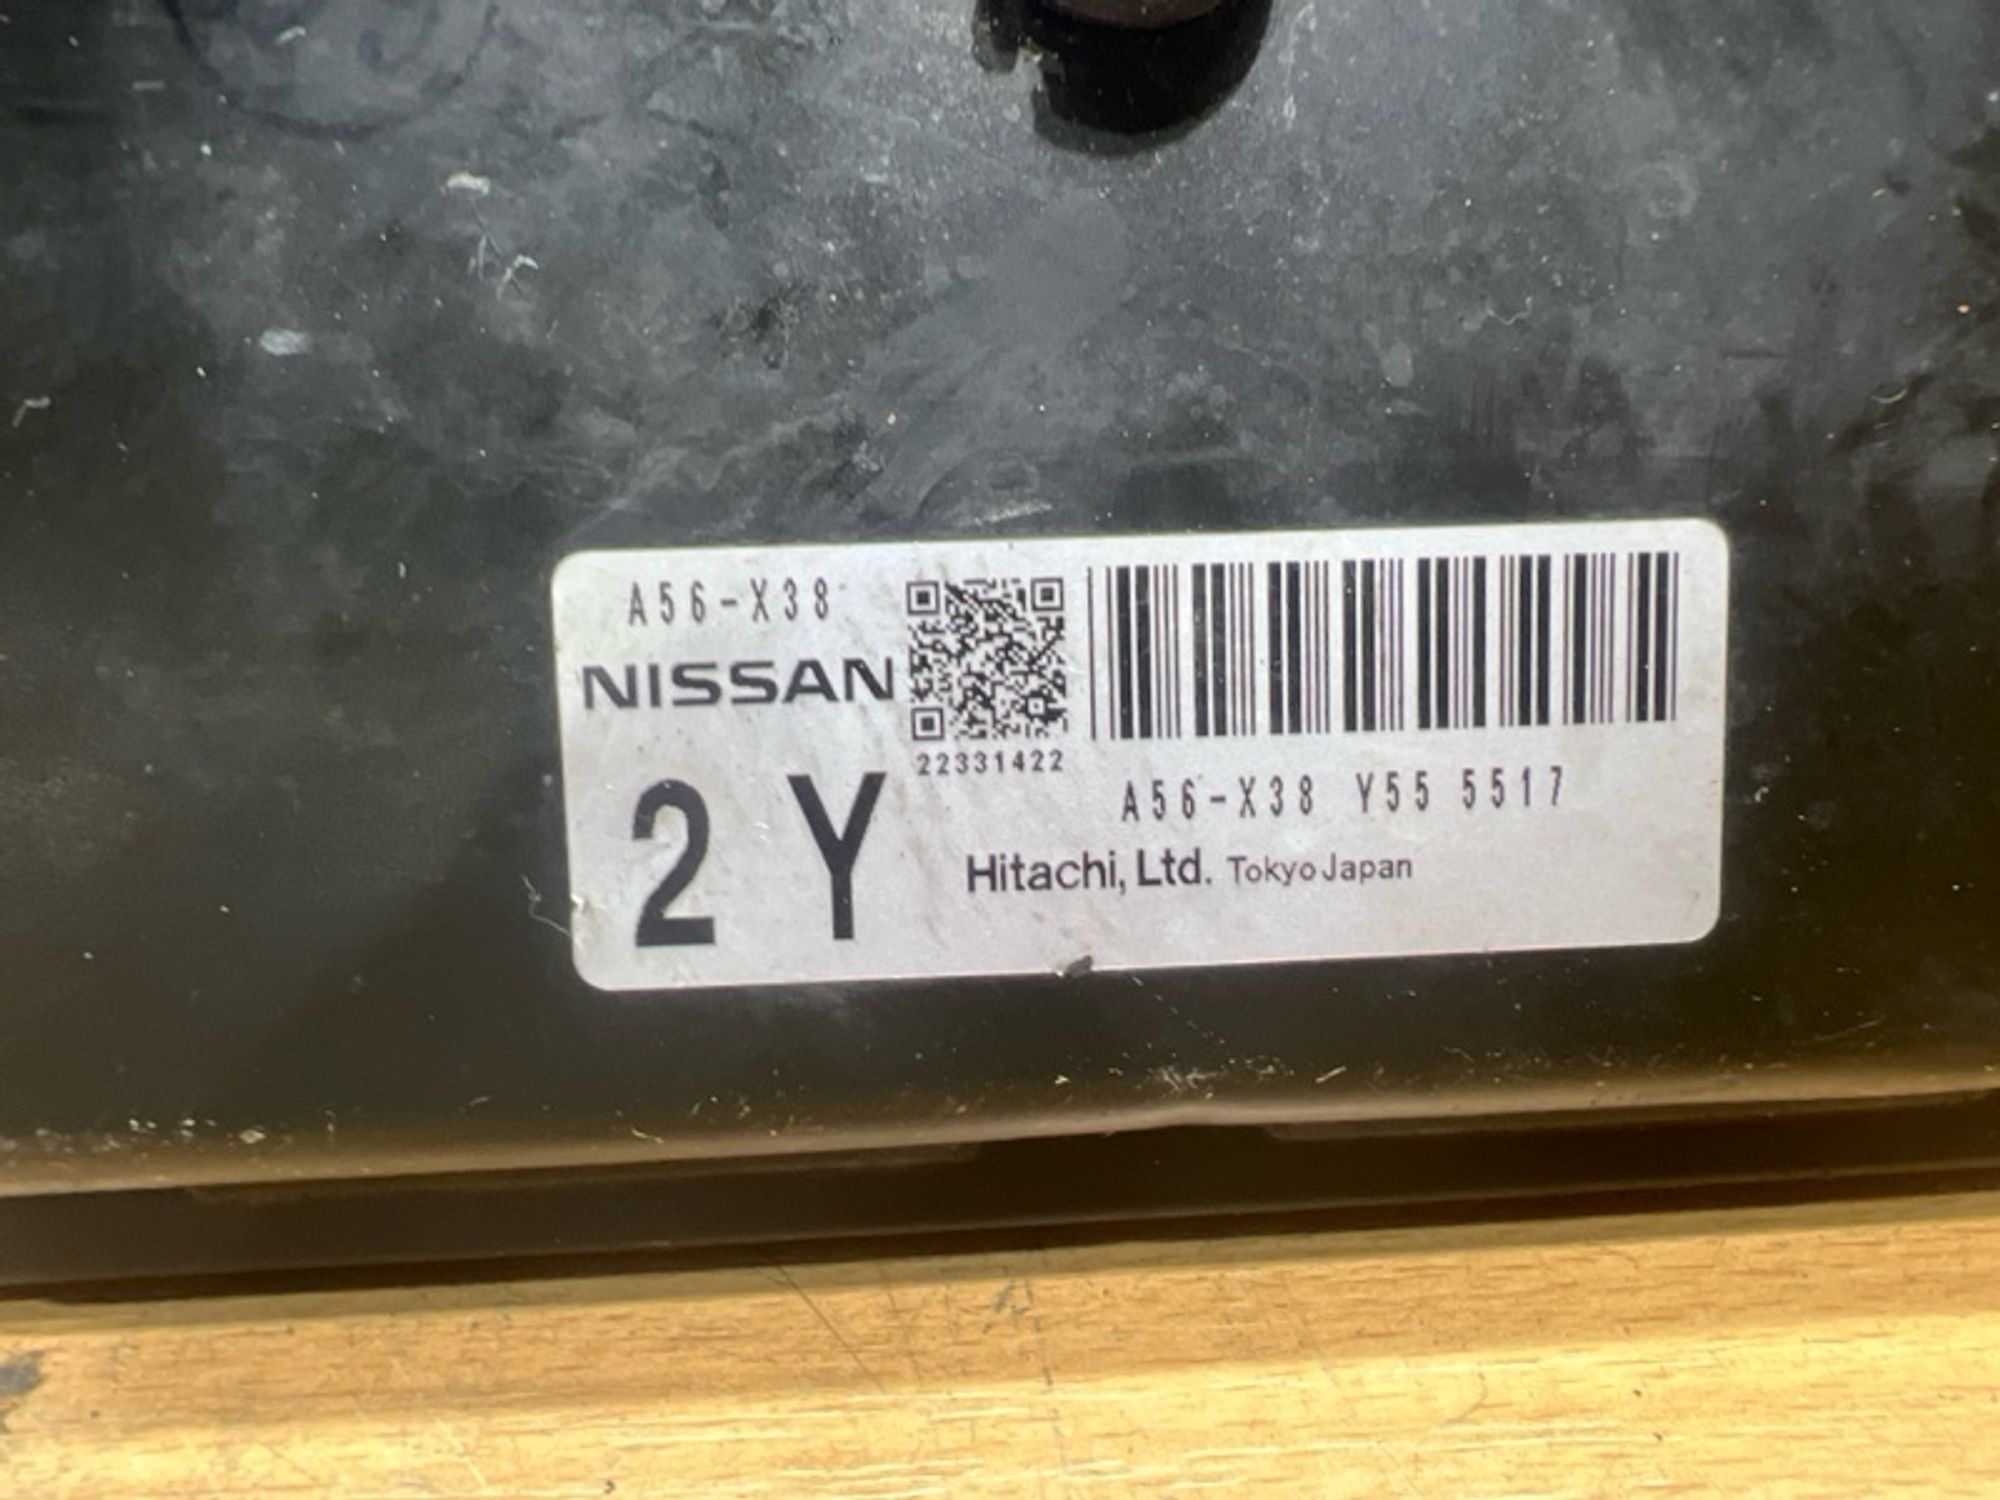 A56-X38
NISSAN
22331422
2 Y
A56-X38 Y55 5517
Hitachi, Ltd. Tokyo Japan